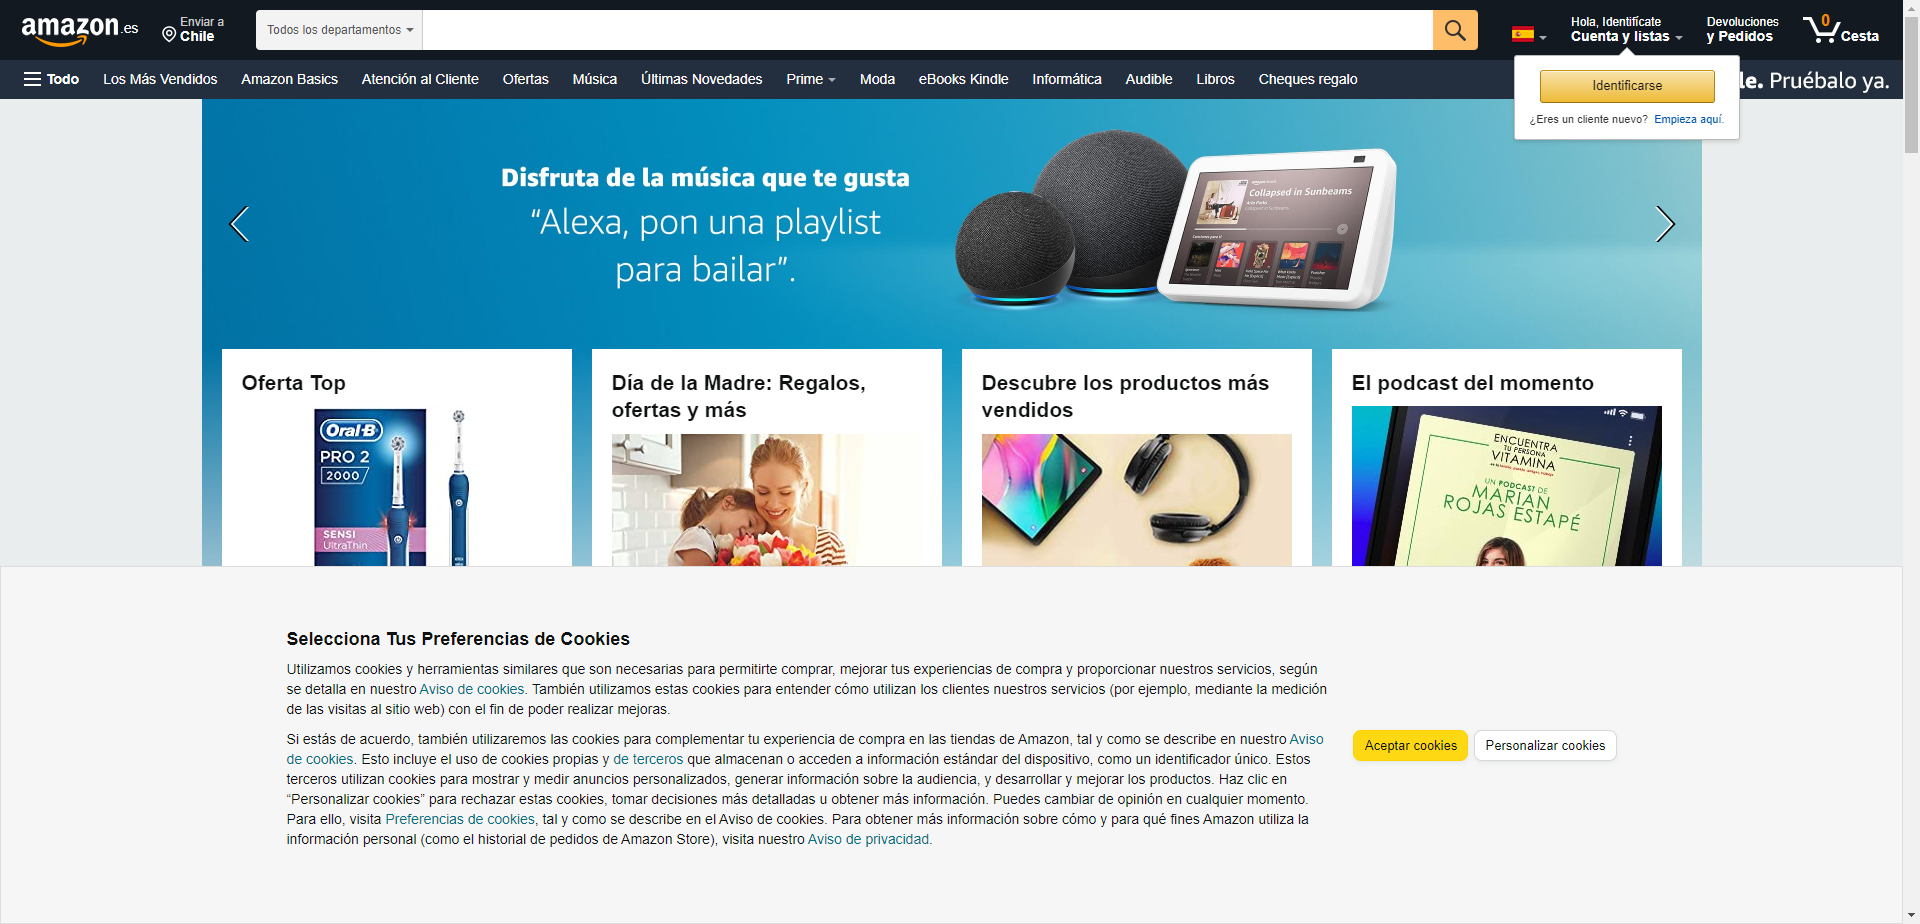 amazon.es
Enviar a
Chile
Todos los departamentos
Hola, Identifícate
Cuenta y listas
Devoluciones
y Pedidos
0
Cesta
Todo
Los Más Vendidos
Amazon Basics
Atención al Cliente
Ofertas
Música
Últimas Novedades
Prime
Moda
eBooks Kindle
Informática
Audible
Libros
Cheques regalo
le. Pruébalo ya.
Identificarse
¿Eres un cliente nuevo? Empieza aquí.
Disfruta de la música que te gusta
“Alexa, pon una playlist
para bailar”.
Collapsed in Sunbeams
Arlo Parks
Collapsed in Sunbeams
Oferta Top
Oral-B
PRO 2
2000
SENSI
UltraThin
Día de la Madre: Regalos,
ofertas y más
Descubre los productos más
vendidos
El podcast del momento
ENCUENTRA
TU PERSONA
VITAMINA
UN PODCAST DE
MARIAN
ROJAS ESTAPÉ
Selecciona Tus Preferencias de Cookies
Utilizamos cookies y herramientas similares que son necesarias para permitirte comprar, mejorar tus experiencias de compra y proporcionar nuestros servicios, según
se detalla en nuestro Aviso de cookies. También utilizamos estas cookies para entender cómo utilizan los clientes nuestros servicios (por ejemplo, mediante la medición
de las visitas al sitio web) con el fin de poder realizar mejoras.
Si estás de acuerdo, también utilizaremos las cookies para complementar tu experiencia de compra en las tiendas de Amazon, tal y como se describe en nuestro Aviso
de cookies. Esto incluye el uso de cookies propias y de terceros que almacenan o acceden a información estándar del dispositivo, como un identificador único. Estos
terceros utilizan cookies para mostrar y medir anuncios personalizados, generar información sobre la audiencia, y desarrollar y mejorar los productos. Haz clic en
“Personalizar cookies” para rechazar estas cookies, tomar decisiones más detalladas u obtener más información. Puedes cambiar de opinión en cualquier momento.
Para ello, visita Preferencias de cookies, tal y como se describe en el Aviso de cookies. Para obtener más información sobre cómo y para qué fines Amazon utiliza la
información personal (como el historial de pedidos de Amazon Store), visita nuestro Aviso de privacidad.
Aceptar cookies
Personalizar cookies